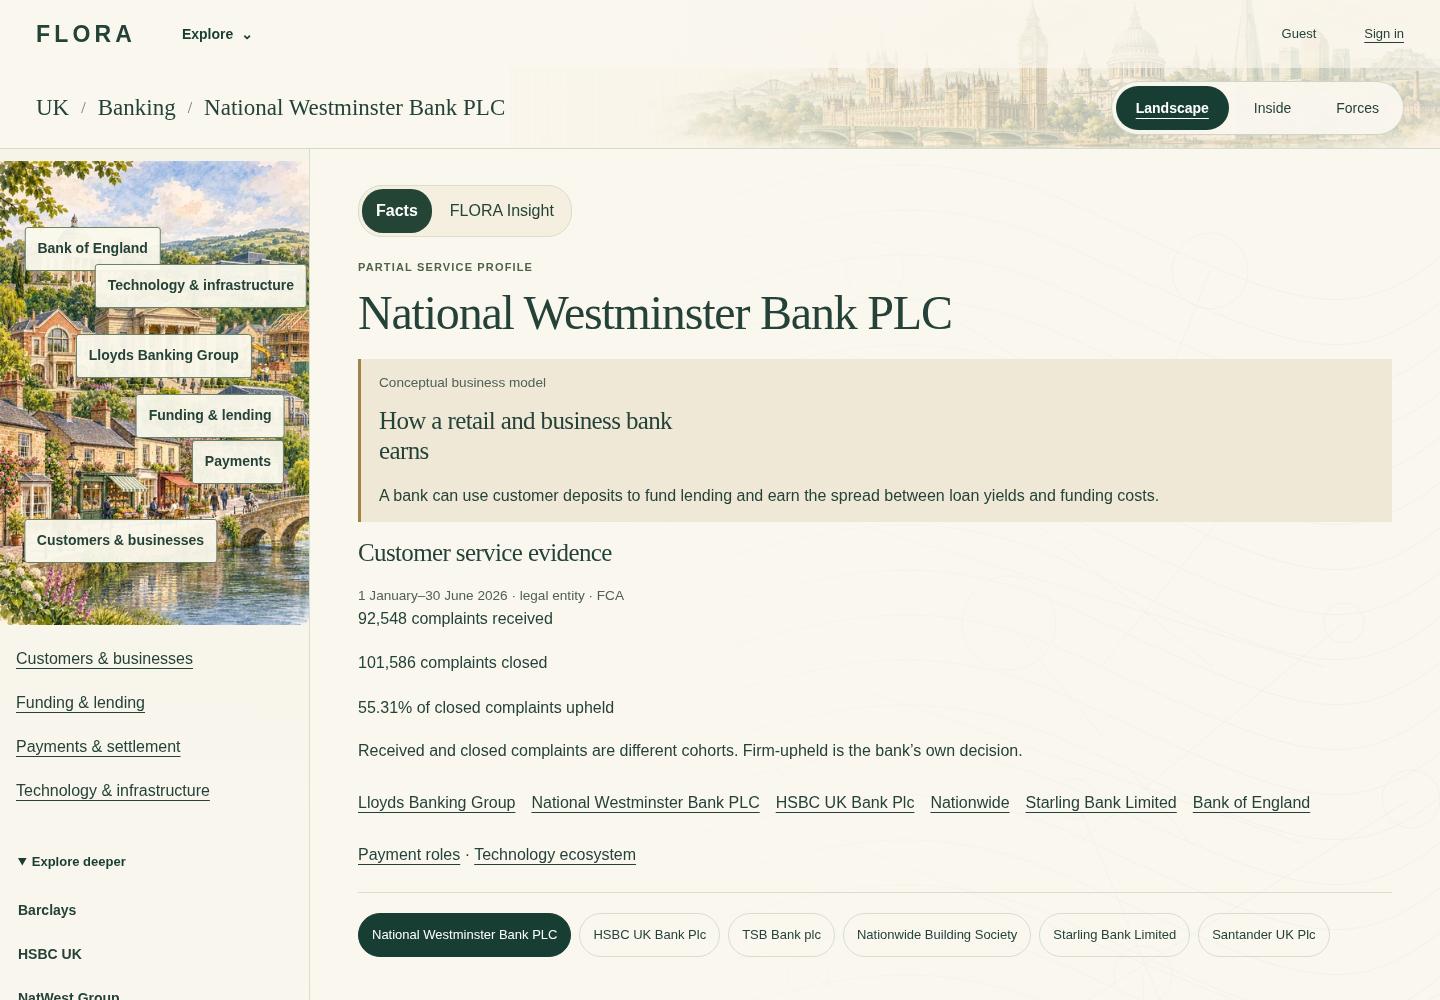 FLORA
Explore
Guest
Sign in
UK / Banking / National Westminster Bank PLC
Landscape
Inside
Forces
Bank of England
Technology & infrastructure
Lloyds Banking Group
Funding & lending
Payments
Customers & businesses
Customers & businesses
Funding & lending
Payments & settlement
Technology & infrastructure
▼ Explore deeper
Barclays
HSBC UK
NatWest Group
Facts
FLORA Insight
PARTIAL SERVICE PROFILE
National Westminster Bank PLC
Conceptual business model
How a retail and business bank
earns
A bank can use customer deposits to fund lending and earn the spread between loan yields and funding costs.
Customer service evidence
1 January–30 June 2026 · legal entity · FCA
92,548 complaints received
101,586 complaints closed
55.31% of closed complaints upheld
Received and closed complaints are different cohorts. Firm-upheld is the bank’s own decision.
Lloyds Banking Group National Westminster Bank PLC HSBC UK Bank Plc Nationwide Starling Bank Limited Bank of England
Payment roles · Technology ecosystem
National Westminster Bank PLC
HSBC UK Bank Plc
TSB Bank plc
Nationwide Building Society
Starling Bank Limited
Santander UK Plc